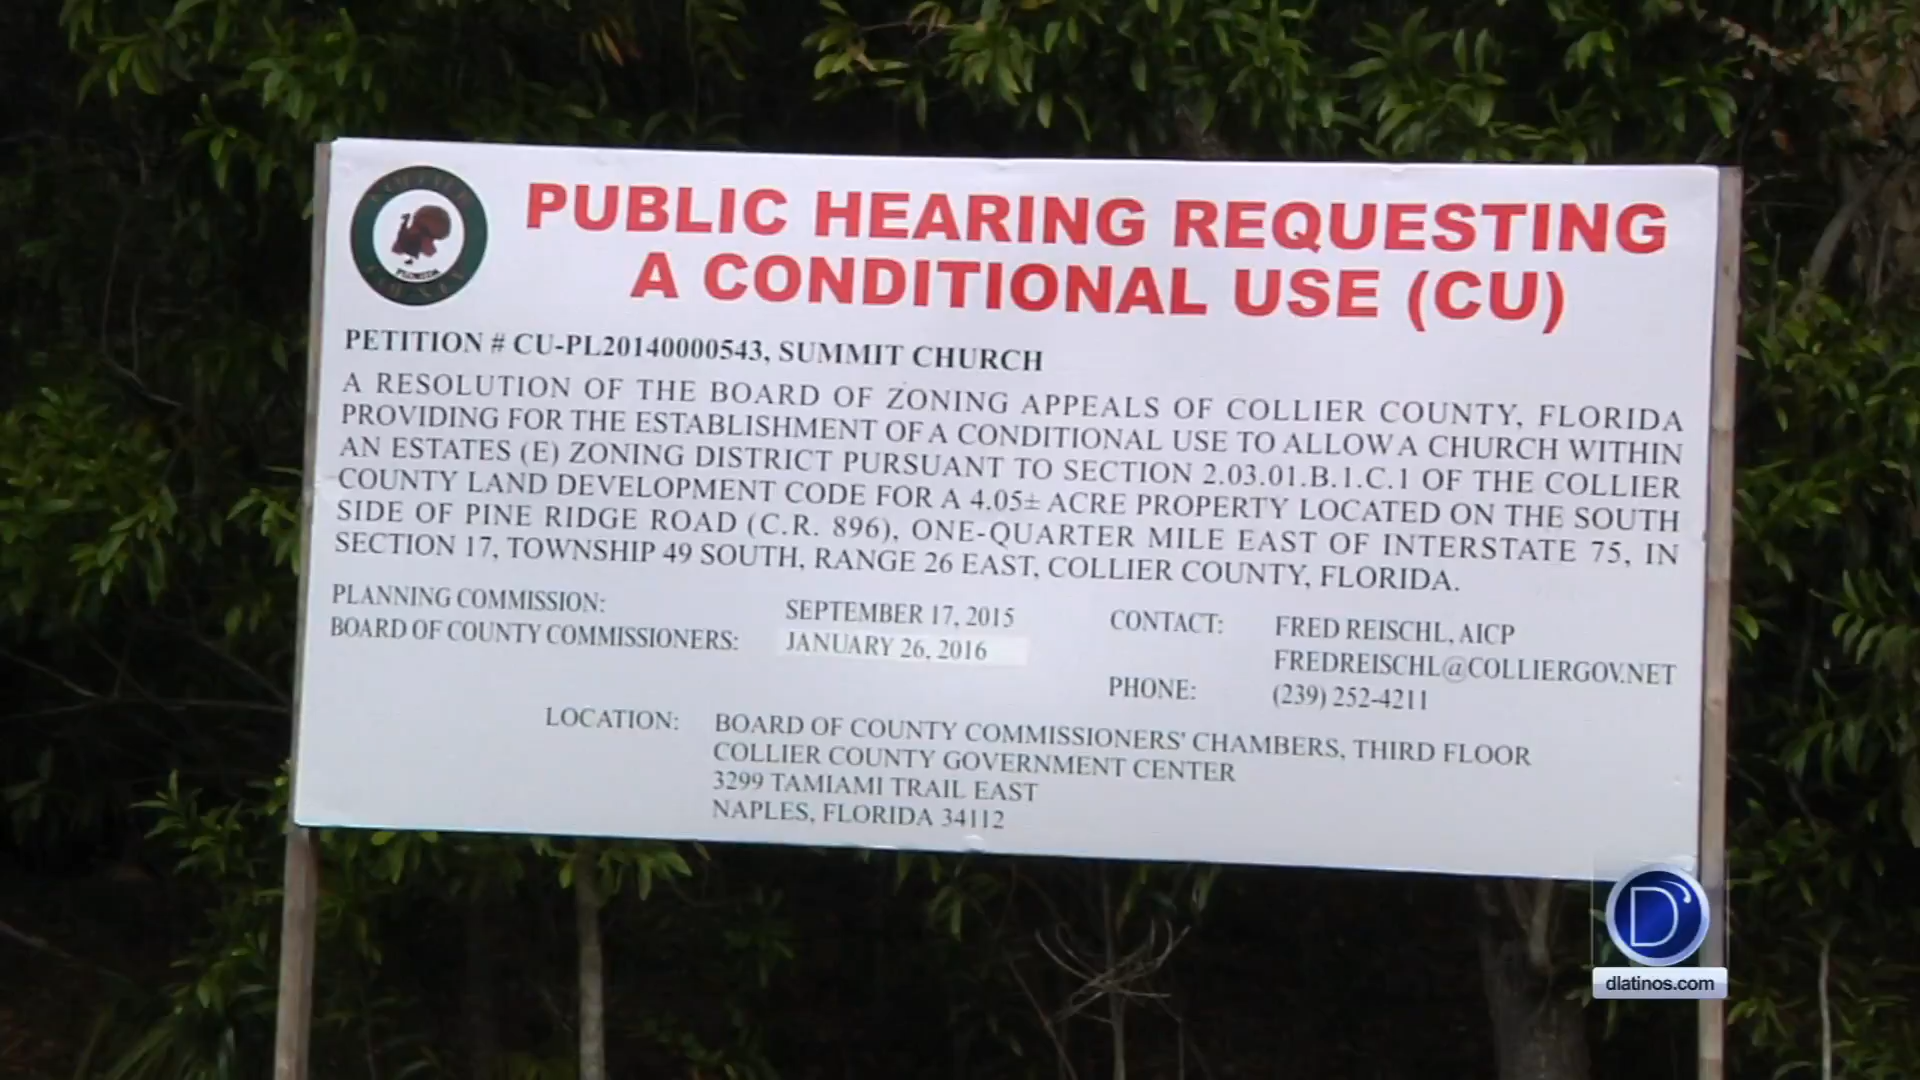 PUBLIC HEARING REQUESTING
A CONDITIONAL USE (CU)
FLORIDA
PETITION # CU-PL20140000543, SUMMIT CHURCH
A RESOLUTION OF THE BOARD OF ZONING APPEALS OF COLLIER COUNTY, FLORIDA
PROVIDING FOR THE ESTABLISHMENT OF A CONDITIONAL USE TO ALLOW A CHURCH WITHIN
AN ESTATES (E) ZONING DISTRICT PURSUANT TO SECTION 2.03.01.B.1.C.1 OF THE COLLIER
COUNTY LAND DEVELOPMENT CODE FOR A 4.05± ACRE PROPERTY LOCATED ON THE SOUTH
SIDE OF PINE RIDGE ROAD (C.R. 896), ONE-QUARTER MILE EAST OF INTERSTATE 75, IN
SECTION 17, TOWNSHIP 49 SOUTH, RANGE 26 EAST, COLLIER COUNTY, FLORIDA.
PLANNING COMMISSION: SEPTEMBER 17, 2015
BOARD OF COUNTY COMMISSIONERS: JANUARY 26, 2016
CONTACT: FRED REISCHL, AICP
FREDREISCHL@COLLIERGOV.NET
PHONE: (239) 252-4211
LOCATION: BOARD OF COUNTY COMMISSIONERS' CHAMBERS, THIRD FLOOR
COLLIER COUNTY GOVERNMENT CENTER
3299 TAMIAMI TRAIL EAST
NAPLES, FLORIDA 34112
D
dlatinos.com